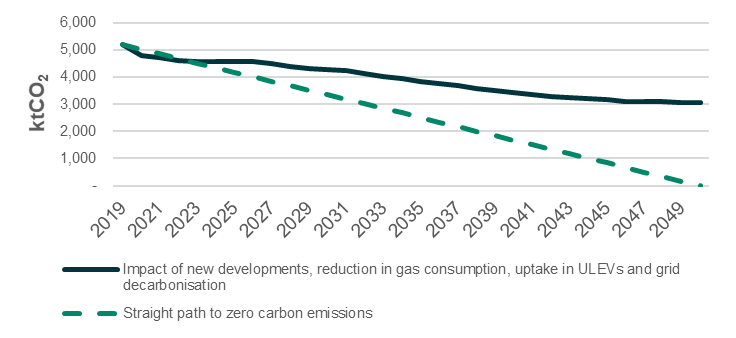 6,000
5,000
4,000
3,000
2,000
1,000
-
ktCO₂
2019 2021 2023 2025 2027 2029 2031 2033 2035 2037 2039 2041 2043 2045 2047 2049
Impact of new developments, reduction in gas consumption, uptake in ULEVs and grid
decarbonisation
Straight path to zero carbon emissions